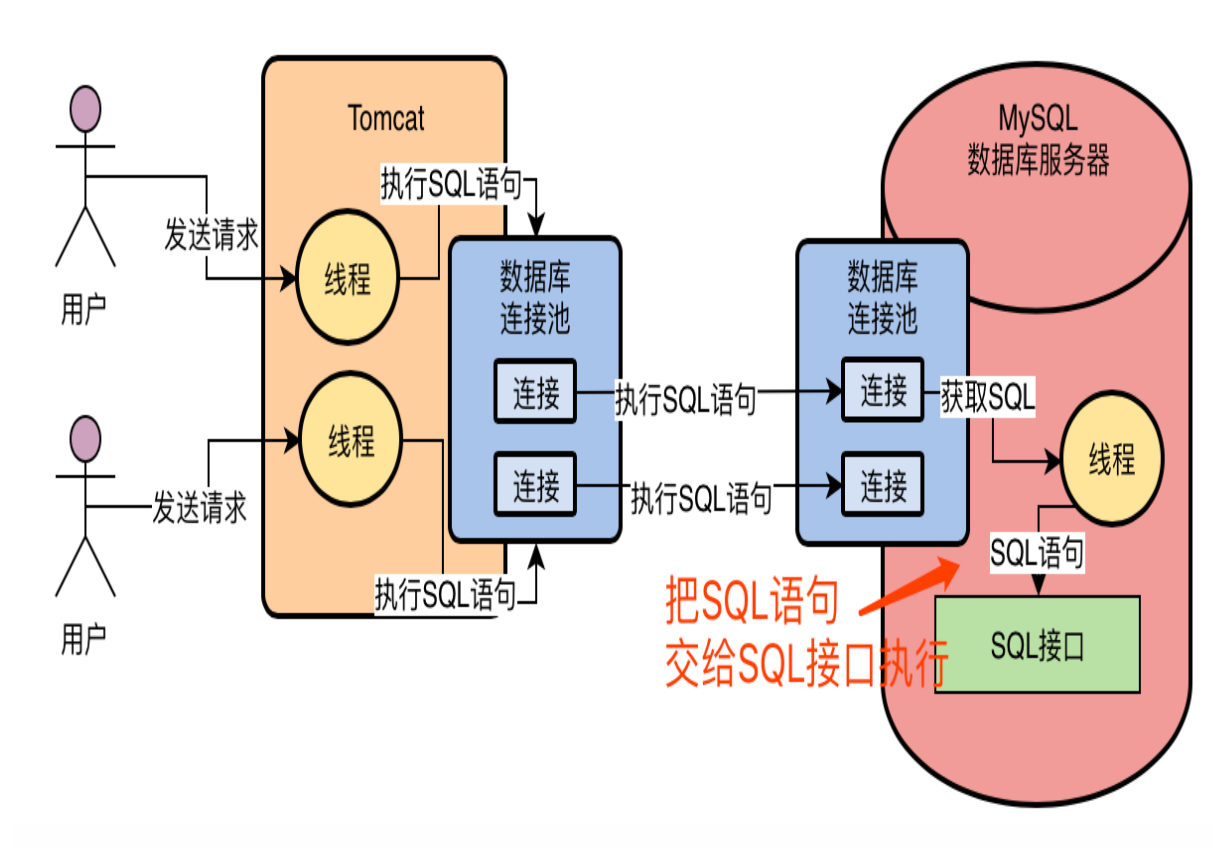 Tomcat
MySQL
数据库服务器
执行SQL语句
发送请求
线程
数据库
连接池
数据库
连接池
用户
连接
执行SQL语句
连接
获取SQL
线程
线程
连接
执行SQL语句
连接
发送请求
SQL语句
执行SQL语句
把SQL语句
交给SQL接口执行
SQL接口
用户